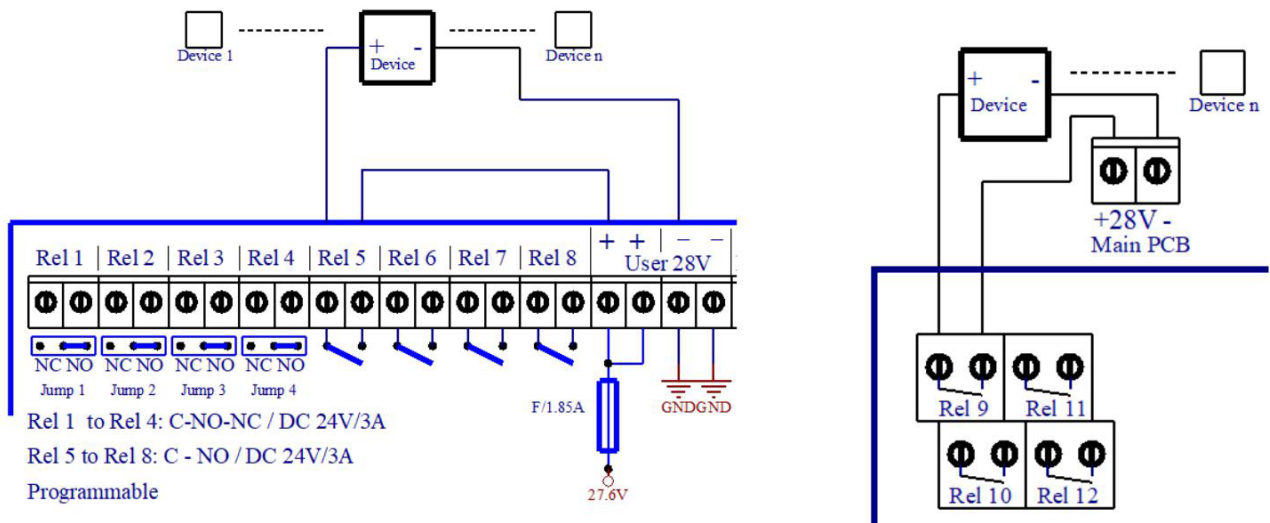 Device 1
+ -
Device
Device n
Rel 1 | Rel 2 | Rel 3 | Rel 4 | Rel 5 | Rel 6 | Rel 7 | Rel 8
+ + − −
User 28V
NC NO NC NO NC NO NC NO
Jump 1 Jump 2 Jump 3 Jump 4
F/1.85A
GND GND
27.6V
Rel 1 to Rel 4: C-NO-NC / DC 24V/3A
Rel 5 to Rel 8: C - NO / DC 24V/3A
Programmable
+ -
Device
Device n
+28V -
Main PCB
Rel 9 Rel 11
Rel 10 Rel 12